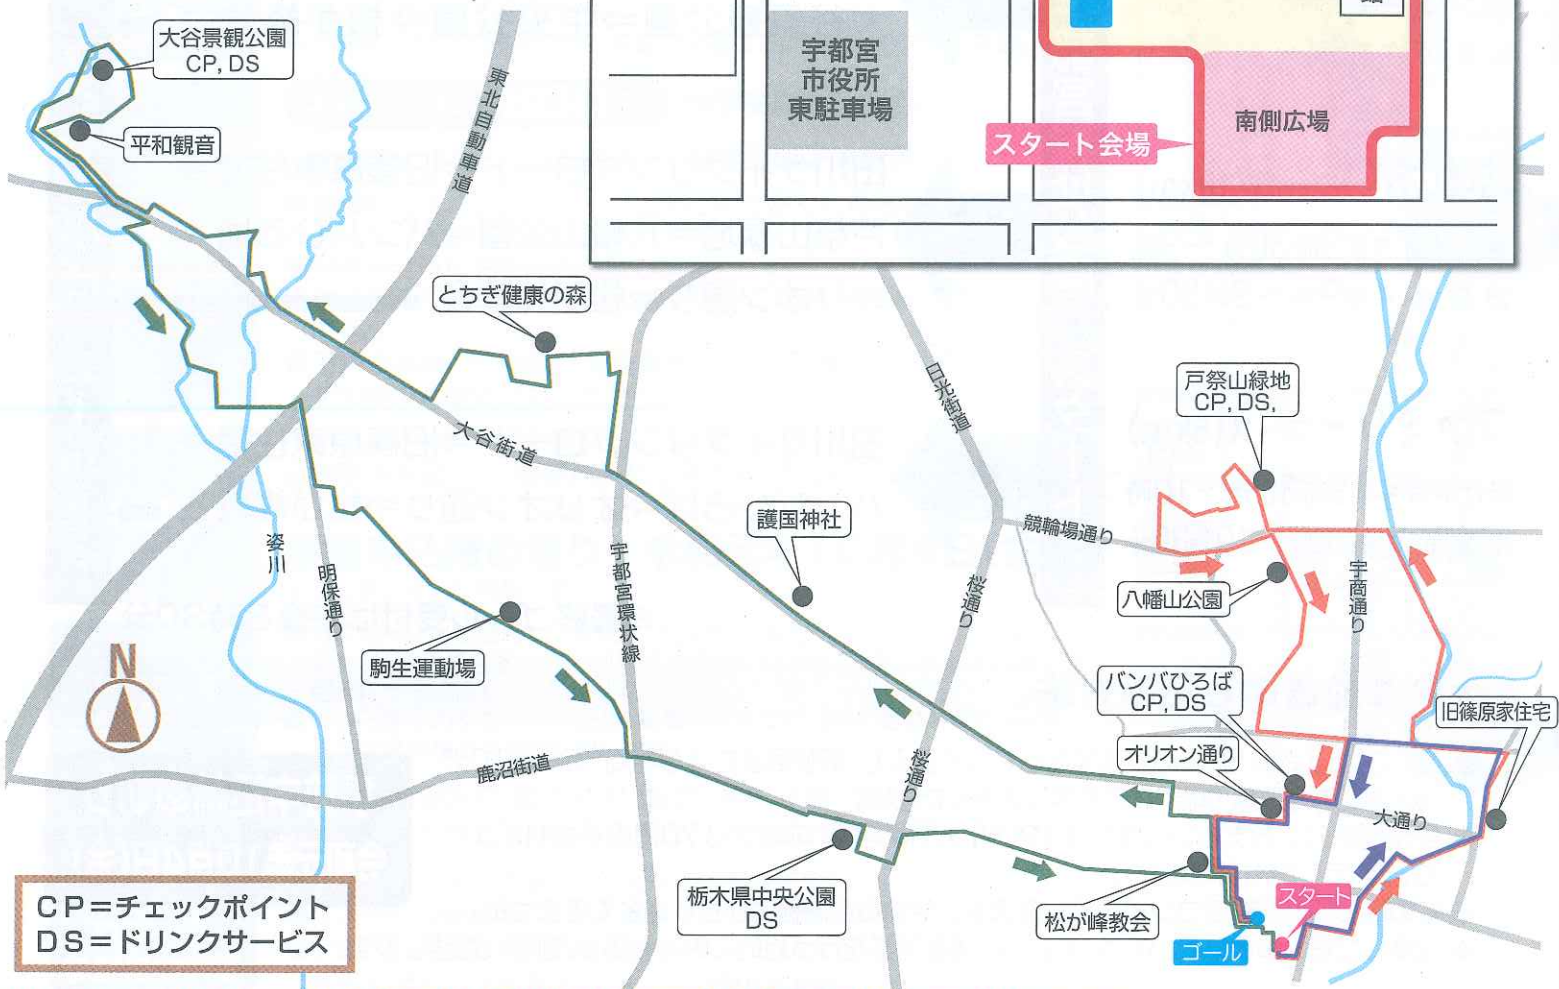 大谷景観公園
CP, DS
平和観音
東北自動車道
宇都宮
市役所
東駐車場
スタート会場
南側広場
とちぎ健康の森
大谷街道
日光街道
戸祭山緑地
CP, DS,
護国神社
競輪場通り
八幡山公園
宇商通り
姿川
明保通り
宇都宮環状線
桜通り
駒生運動場
N
バンバひろば
CP, DS
旧篠原家住宅
オリオン通り
鹿沼街道
桜通り
大通り
栃木県中央公園
DS
松が峰教会
スタート
ゴール
CP=チェックポイント
DS=ドリンクサービス